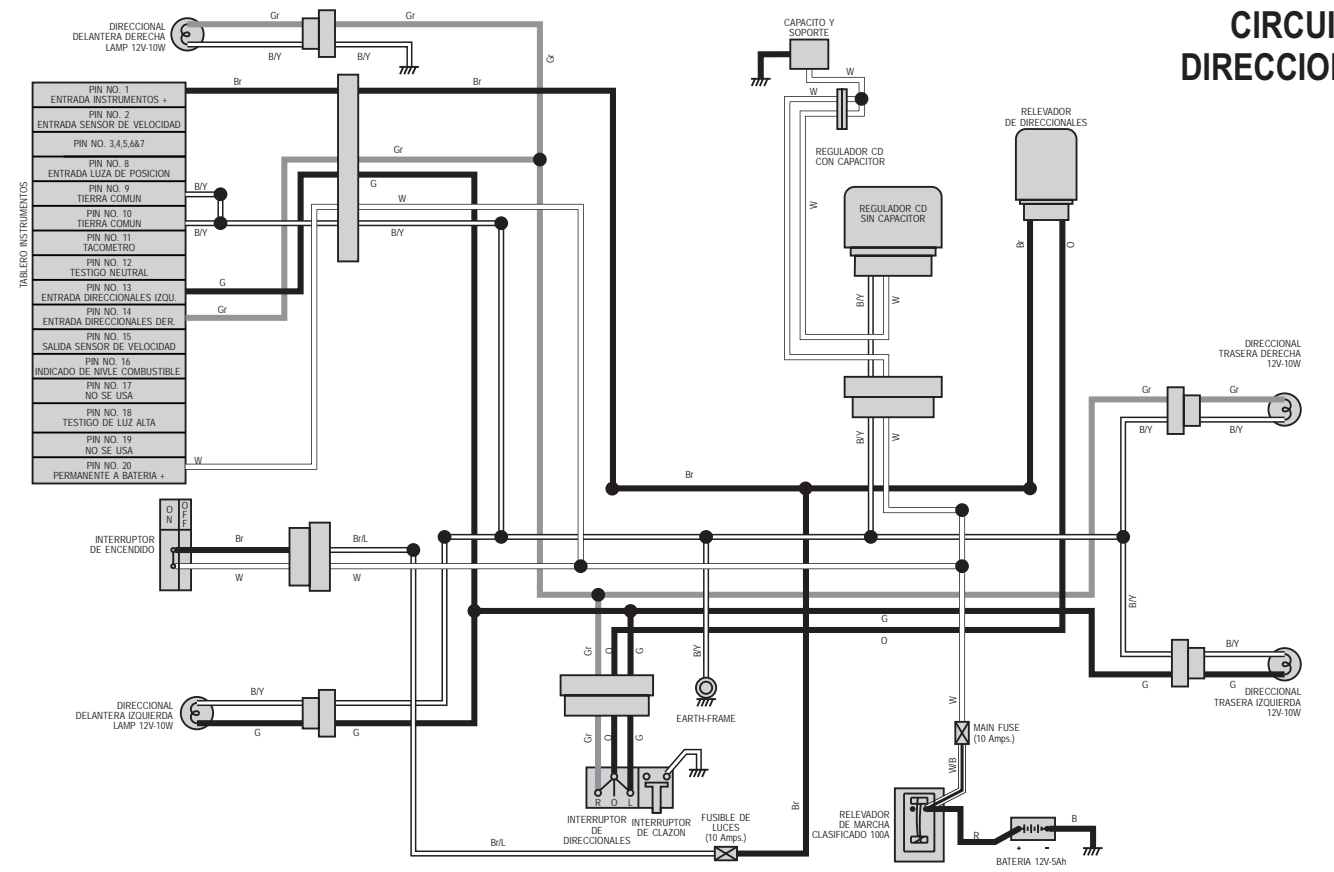 CIRCUI
DIRECCION
DIRECCIONAL
DELANTERA DERECHA
LAMP 12V-10W
Gr
Gr
B/Y
B/Y
Gr
CAPACITO Y
SOPORTE
W
W
REGULADOR CD
CON CAPACITOR
W
RELEVADOR
DE DIRECCIONALES
REGULADOR CD
SIN CAPACITOR
Br
O
B/Y
W
B/Y
W
TABLERO INSTRUMENTOS
PIN NO. 1
ENTRADA INSTRUMENTOS +
PIN NO. 2
ENTRADA SENSOR DE VELOCIDAD
PIN NO. 3,4,5,6&7
PIN NO. 8
ENTRADA LUZA DE POSICION
PIN NO. 9
TIERRA COMUN
PIN NO. 10
TIERRA COMUN
PIN NO. 11
TACOMETRO
PIN NO. 12
TESTIGO NEUTRAL
PIN NO. 13
ENTRADA DIRECCIONALES IZQU.
PIN NO. 14
ENTRADA DIRECCIONALES DER.
PIN NO. 15
SALIDA SENSOR DE VELOCIDAD
PIN NO. 16
INDICADO DE NIVLE COMBUSTIBLE
PIN NO. 17
NO SE USA
PIN NO. 18
TESTIGO DE LUZ ALTA
PIN NO. 19
NO SE USA
PIN NO. 20
PERMANENTE A BATERIA +
Br
Br
Gr
G
W
B/Y
B/Y
B/Y
G
Gr
W
Br
DIRECCIONAL
TRASERA DERECHA
12V-10W
Gr
Gr
B/Y
B/Y
ON
OFF
INTERRUPTOR
DE ENCENDIDO
Br
Br/L
W
W
G
O
B/Y
B/Y
G
G
DIRECCIONAL
TRASERA IZQUIERDA
12V-10W
DIRECCIONAL
DELANTERA IZQUIERDA
LAMP 12V-10W
B/Y
G
G
Gr
O
G
B/Y
EARTH-FRAME
Gr
O
G
R O L
INTERRUPTOR
DE
DIRECCIONALES
INTERRUPTOR
DE CLAZON
FUSIBLE DE
LUCES
(10 Amps.)
Br/L
Br
W
MAIN FUSE
(10 Amps.)
W/B
RELEVADOR
DE MARCHA
CLASIFICADO 100A
R
B
+ -
BATERIA 12V-5Ah